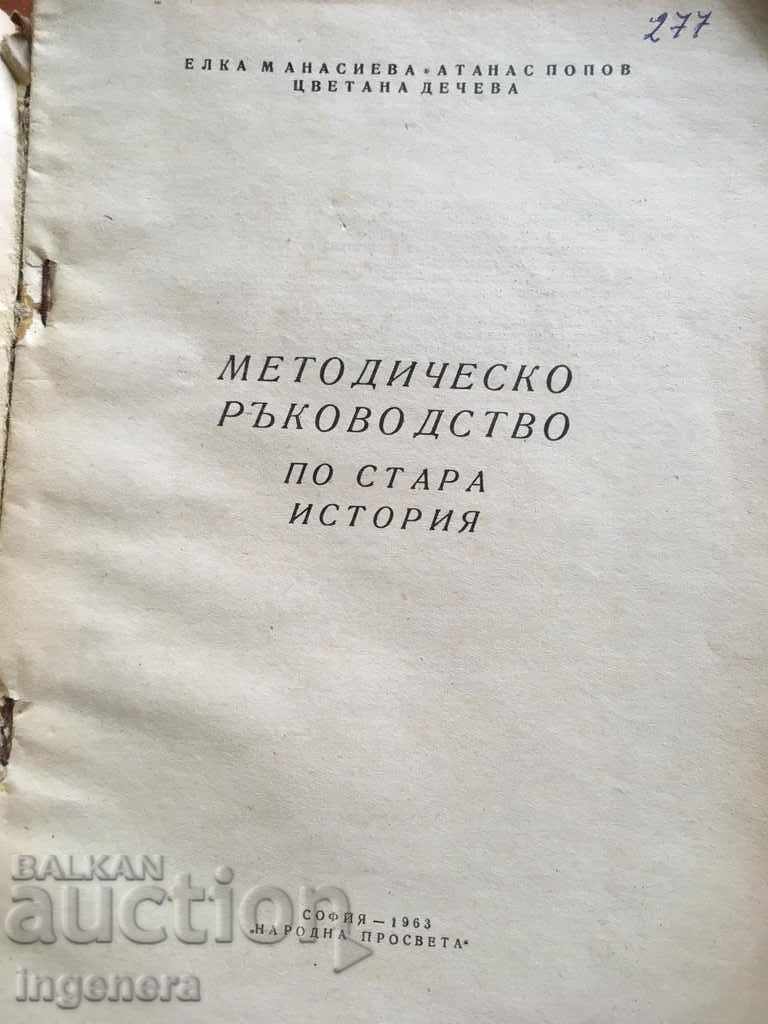 277
ЕЛКА МАНАСИЕВА • АТАНАС ПОПОВ
ЦВЕТАНА ДЕЧЕВА
МЕТОДИЧЕСКО
РЪКОВОДСТВО
ПО СТАРА
ИСТОРИЯ
СОФИЯ — 1963
„НАРОДНА ПРОСВЕТА“
BALKAN
auction
ingenera